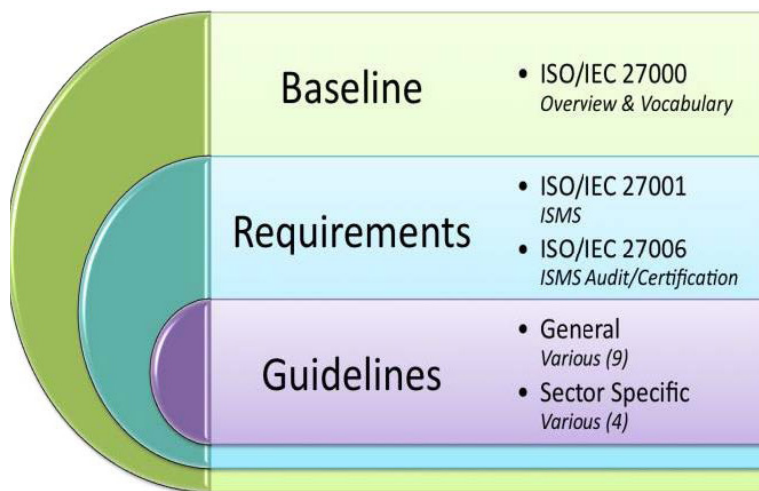 Baseline
• ISO/IEC 27000
Overview & Vocabulary
Requirements
• ISO/IEC 27001
ISMS
• ISO/IEC 27006
ISMS Audit/Certification
Guidelines
• General
Various (9)
• Sector Specific
Various (4)